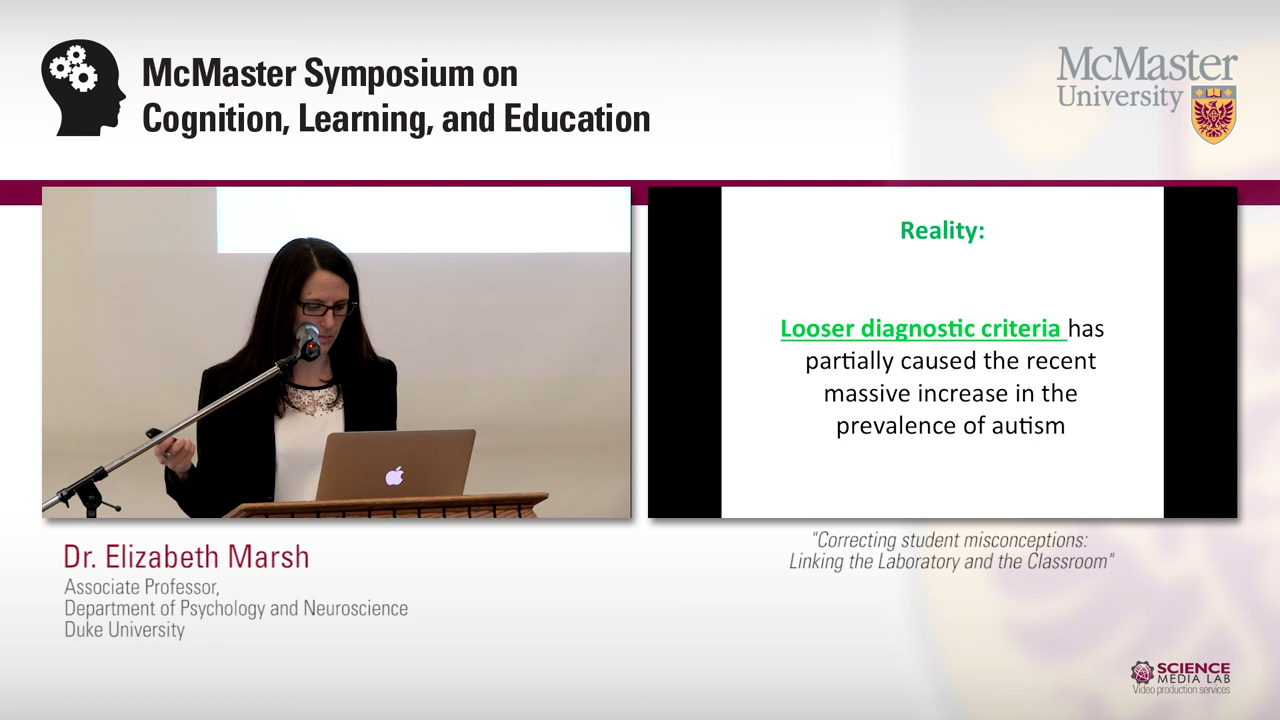 McMaster Symposium on
Cognition, Learning, and Education
McMaster
University
Reality:
Looser diagnostic criteria has
partially caused the recent
massive increase in the
prevalence of autism
Dr. Elizabeth Marsh
Associate Professor,
Department of Psychology and Neuroscience
Duke University
"Correcting student misconceptions:
Linking the Laboratory and the Classroom"
SCIENCE
MEDIA LAB
Video production services